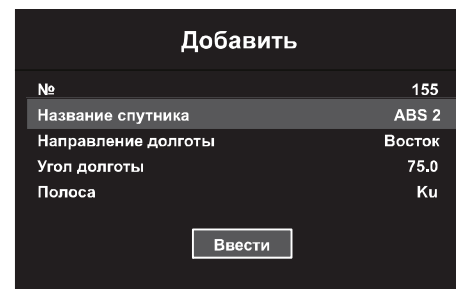 Добавить
№ 155
Название спутника ABS 2
Направление долготы Восток
Угол долготы 75.0
Полоса Ku
Ввести